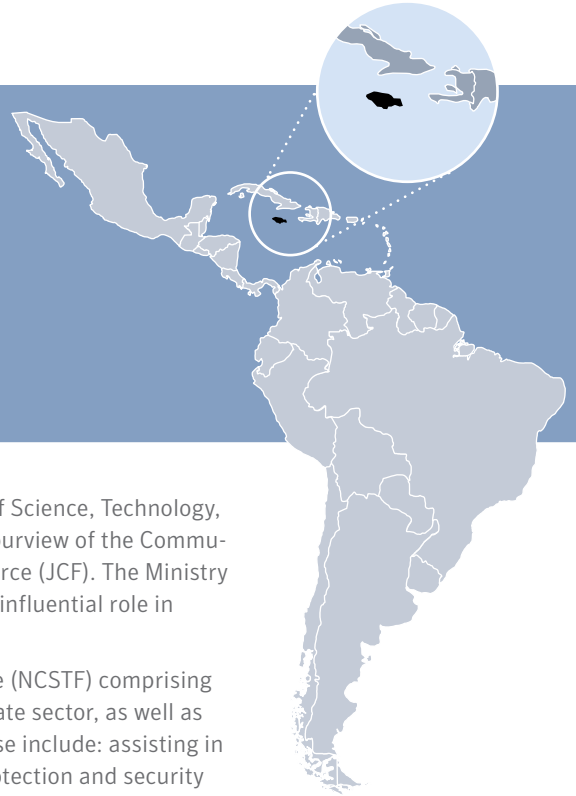 f Science, Technology,
urview of the Commu-
rce (JCF). The Ministry
influential role in
e (NCSTF) comprising
ate sector, as well as
se include: assisting in
otection and security